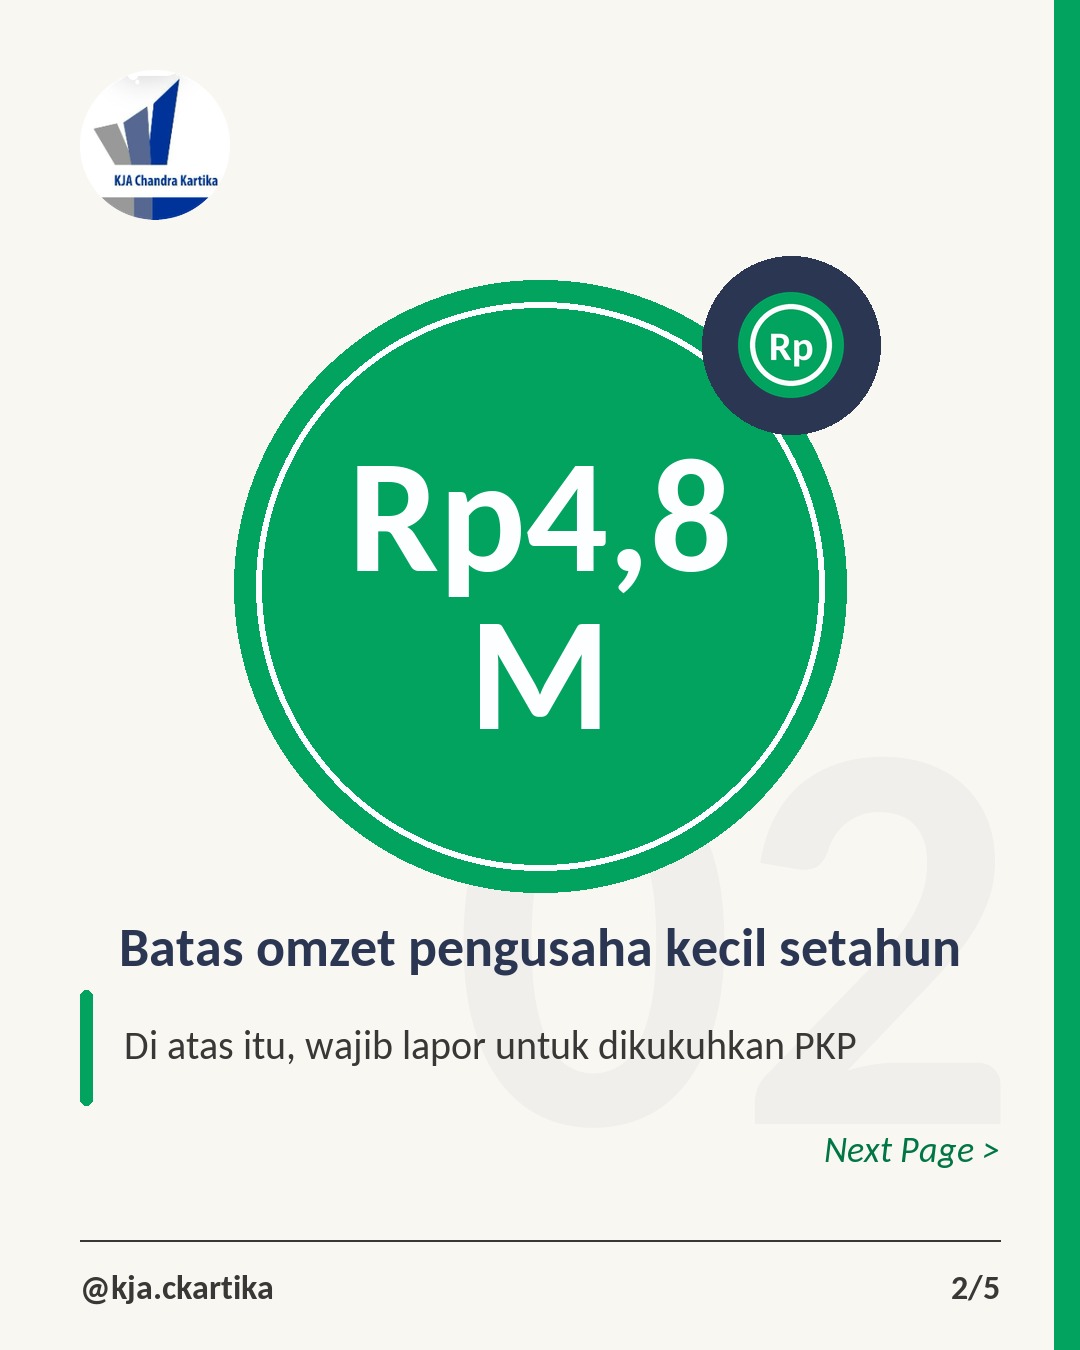 KJA Chandra Kartika
Rp
Rp4,8
M
02
Batas omzet pengusaha kecil setahun
Di atas itu, wajib lapor untuk dikukuhkan PKP
Next Page >
@kja.ckartika
2/5